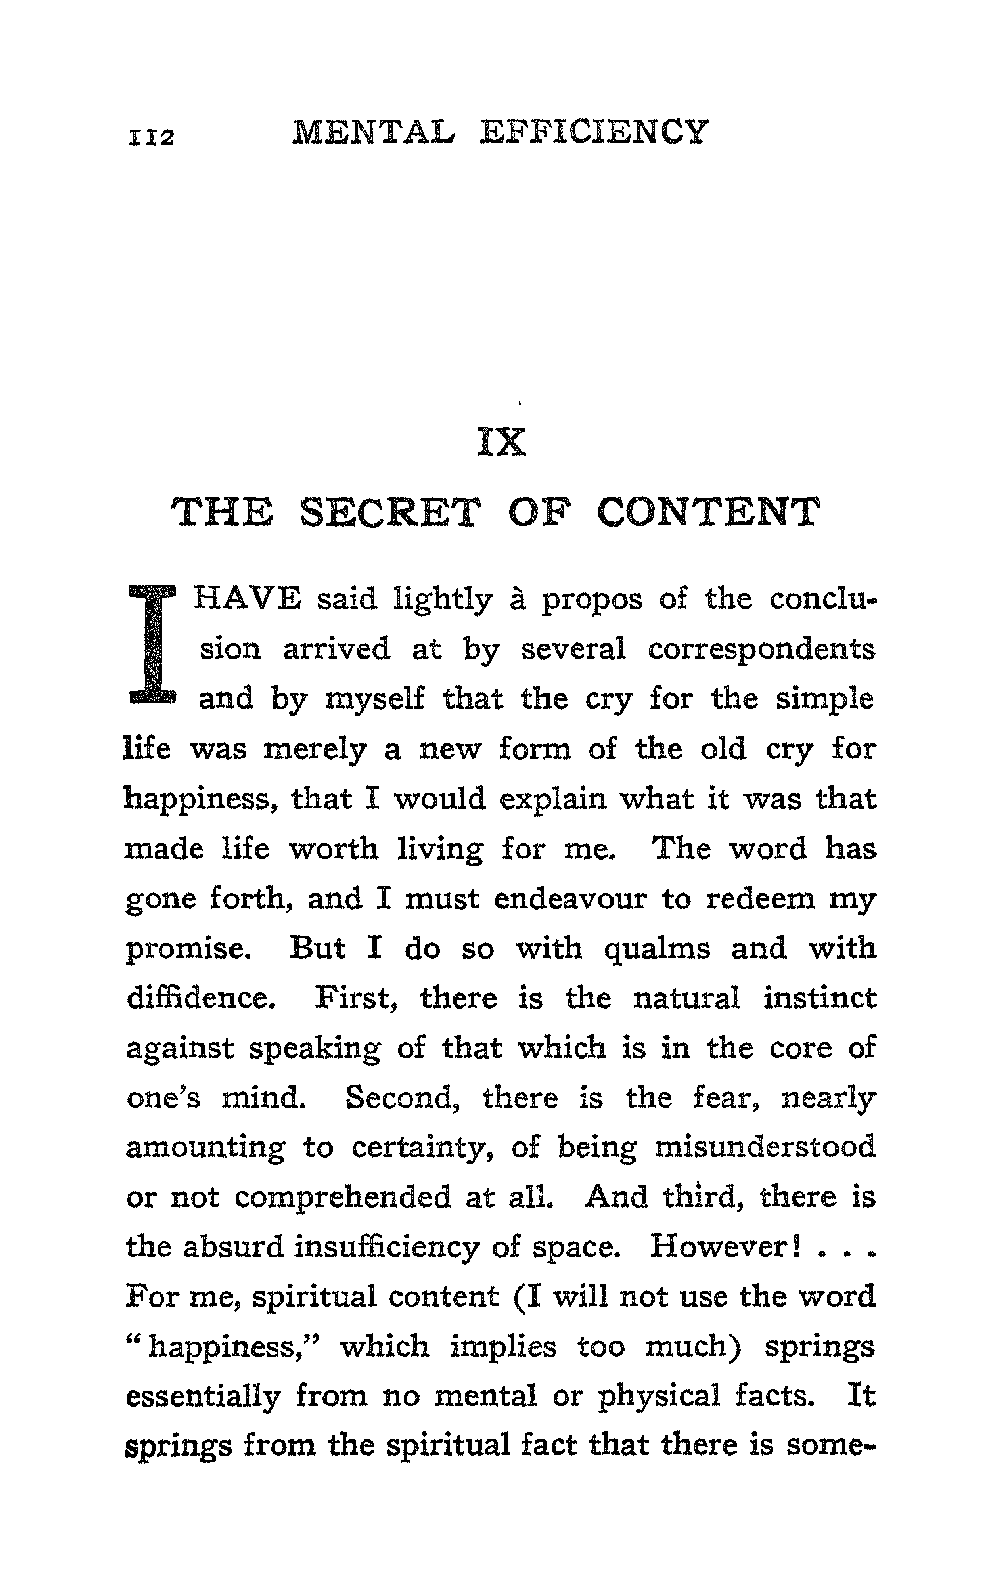 112 MENTAL EFFICIENCY
IX
THE SECRET OF CONTENT
I HAVE said lightly à propos of the conclu-
sion arrived at by several correspondents
and by myself that the cry for the simple
life was merely a new form of the old cry for
happiness, that I would explain what it was that
made life worth living for me. The word has
gone forth, and I must endeavour to redeem my
promise. But I do so with qualms and with
diffidence. First, there is the natural instinct
against speaking of that which is in the core of
one's mind. Second, there is the fear, nearly
amounting to certainty, of being misunderstood
or not comprehended at all. And third, there is
the absurd insufficiency of space. However! . . .
For me, spiritual content (I will not use the word
“happiness,” which implies too much) springs
essentially from no mental or physical facts. It
springs from the spiritual fact that there is some-